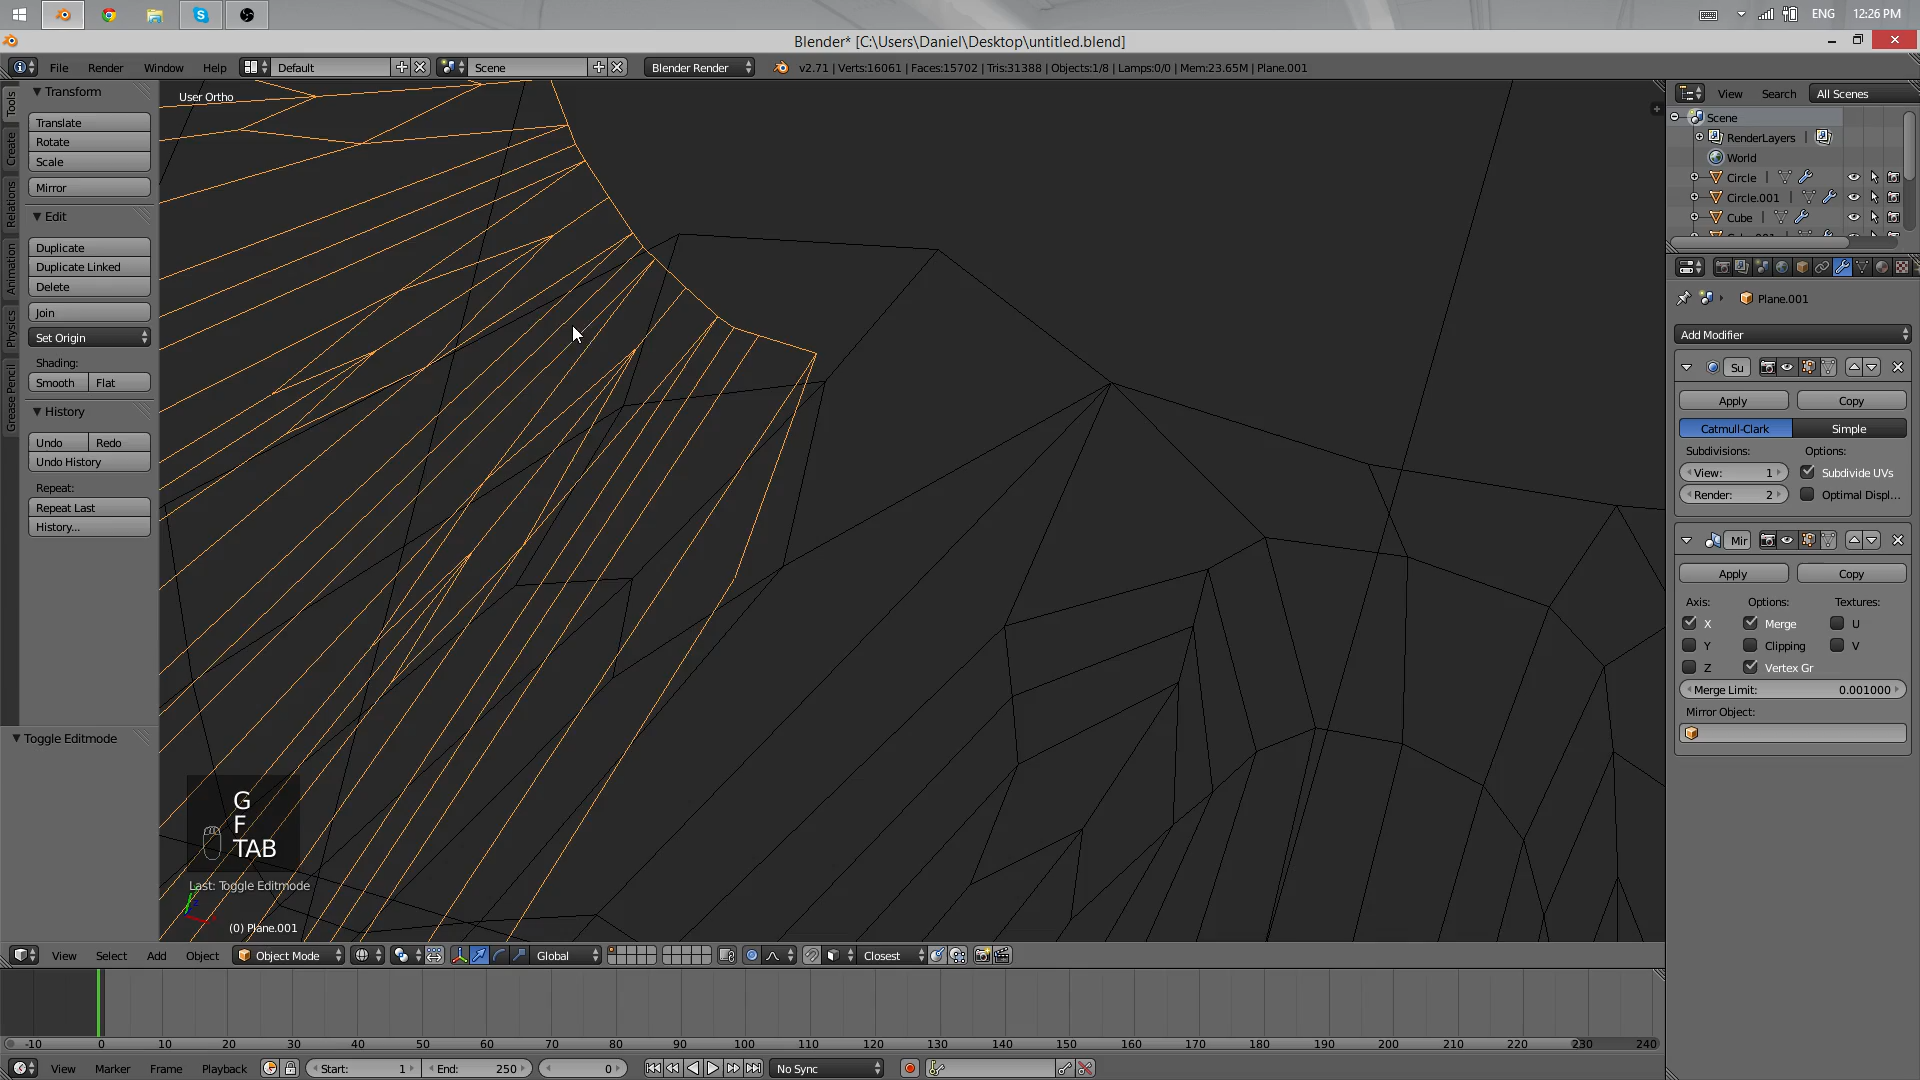 ENG 12:26 PM
Blender* [C:\Users\Daniel\Desktop\untitled.blend]
File Render Window Help Default Scene Blender Render v2.71 | Verts:16061 | Faces:15702 | Tris:31388 | Objects:1/8 | Lamps:0/0 | Mem:23.65M | Plane.001
Tools
Create
Relations
Animation
Physics
Grease Pencil
Transform
Translate
Rotate
Scale
Mirror
Edit
Duplicate
Duplicate Linked
Delete
Join
Set Origin
Shading:
Smooth Flat
History
Undo Redo
Undo History
Repeat:
Repeat Last
History...
Toggle Editmode
User Ortho
G
F
TAB
Last: Toggle Editmode
(0) Plane.001
View Select Add Object Object Mode Global Closest
-10 0 10 20 30 40 50 60 70 80 90 100 110 120 130 140 150 160 170 180 190 200 210 220 230 240
View Marker Frame Playback Start: 1 End: 250 0 No Sync
View Search All Scenes
Scene
RenderLayers |
World
Circle |
Circle.001 |
Cube |
Plane.001
Add Modifier
Su
Apply Copy
Catmull-Clark Simple
Subdivisions: Options:
View: 1 Subdivide UVs
Render: 2 Optimal Displ...
Mir
Apply Copy
Axis: Options: Textures:
X Merge U
Y Clipping V
Z Vertex Gr
Merge Limit: 0.001000
Mirror Object: